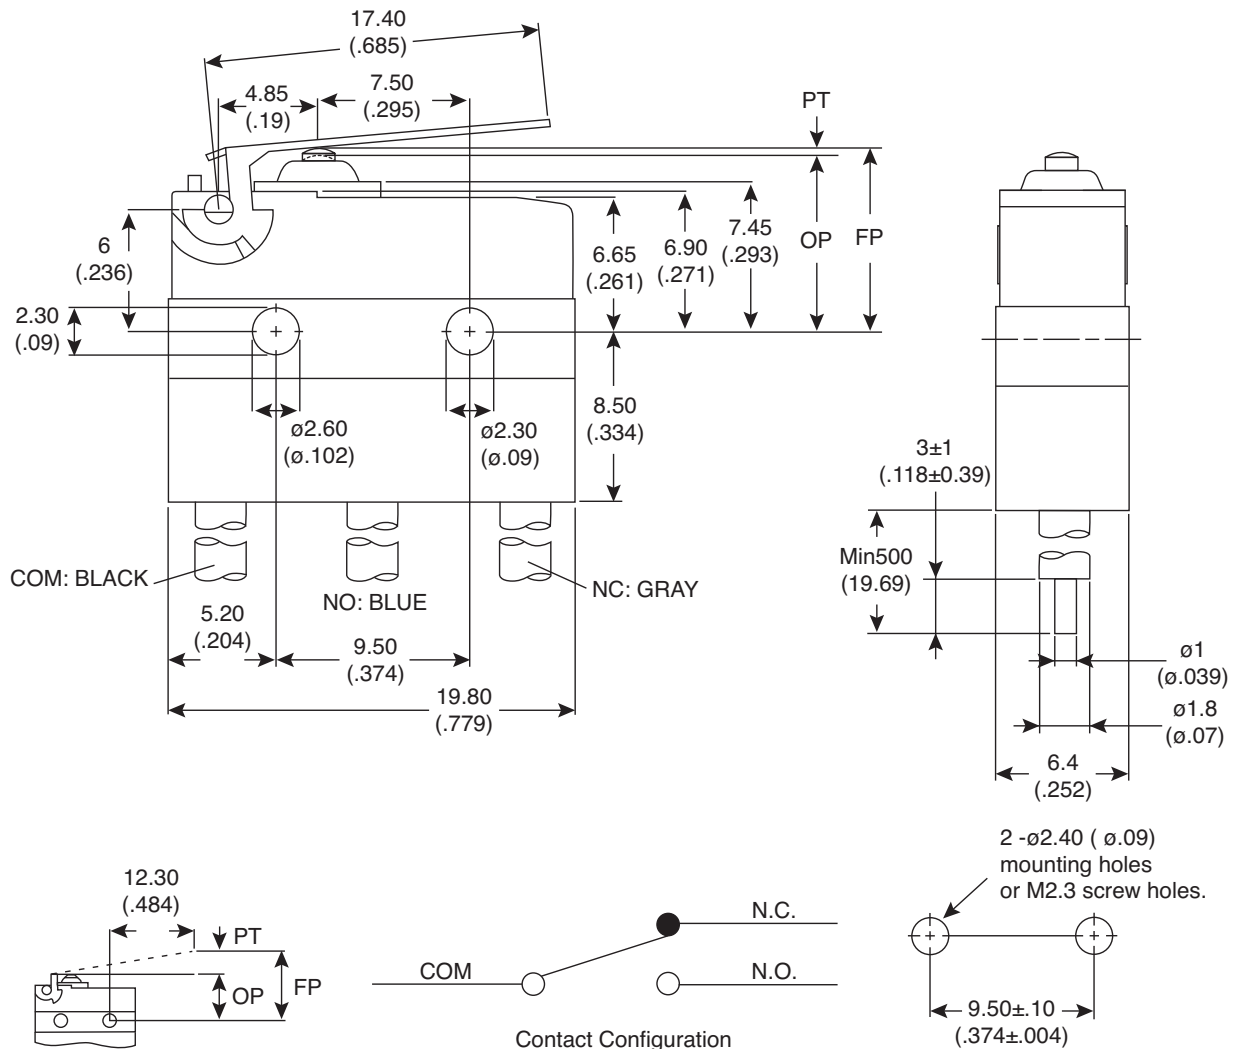 17.40
(.685)
4.85
(.19)
7.50
(.295)
PT
6
(.236)
2.30
(.09)
6.65
(.261)
6.90
(.271)
7.45
(.293)
OP
FP
ø2.60
(ø.102)
ø2.30
(ø.09)
8.50
(.334)
3±1
(.118±0.39)
Min500
(19.69)
COM: BLACK
NO: BLUE
NC: GRAY
5.20
(.204)
9.50
(.374)
19.80
(.779)
ø1
(ø.039)
ø1.8
(ø.07)
6.4
(.252)
12.30
(.484)
PT
OP
FP
COM
N.C.
N.O.
Contact Configuration
2 -ø2.40 ( ø.09)
mounting holes
or M2.3 screw holes.
9.50±.10
(.374±.004)